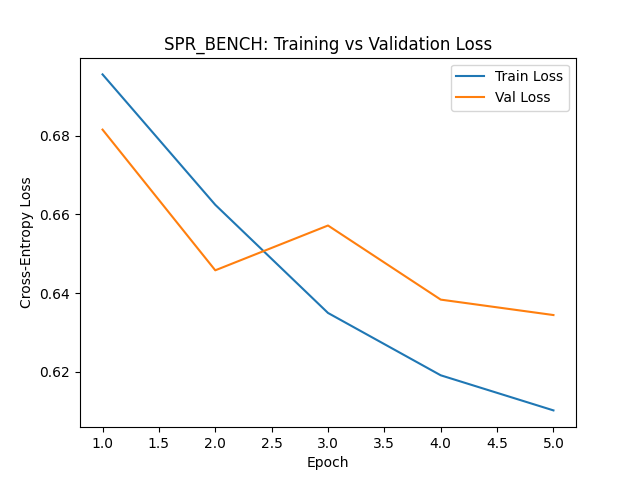 SPR_BENCH: Training vs Validation Loss
Train Loss
Val Loss
Cross-Entropy Loss
0.68
0.66
0.64
0.62
1.0 1.5 2.0 2.5 3.0 3.5 4.0 4.5 5.0
Epoch